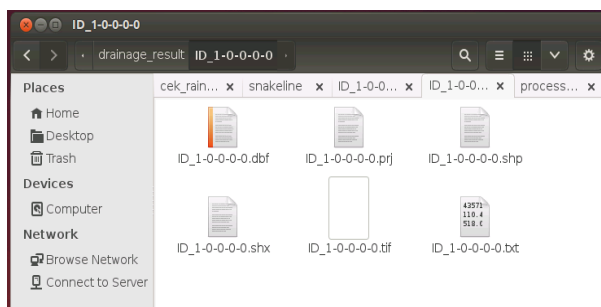 ID_1-0-0-0-0
drainage_result ID_1-0-0-0-0
Places
Home
Desktop
Trash
Devices
Computer
Network
Browse Network
Connect to Server
cek_rain... x snakeline x ID_1-0-0... x ID_1-0-0... x process... x
ID_1-0-0-0-0.dbf ID_1-0-0-0-0.prj ID_1-0-0-0-0.shp
43571
110.4
518.0
ID_1-0-0-0-0.shx ID_1-0-0-0-0.tif ID_1-0-0-0-0.txt